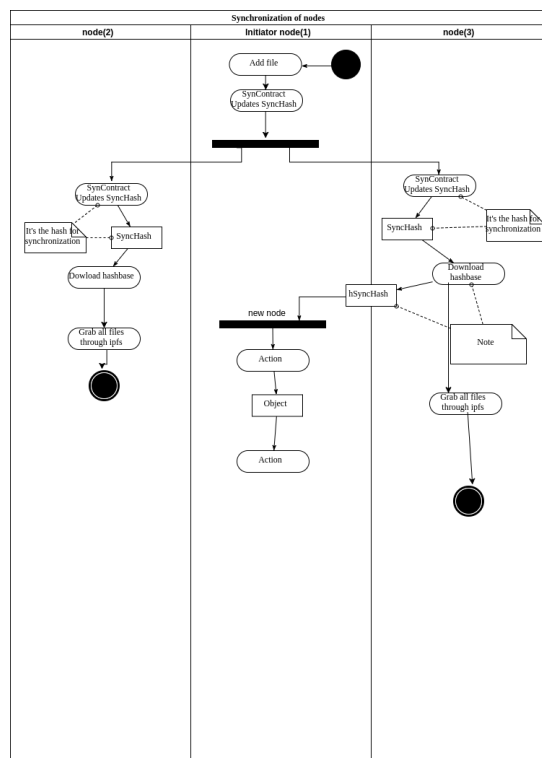 Synchronization of nodes
node(2)
Initiator node(1)
node(3)
Add file
SynContract
Updates SyncHash
SynContract
Updates SyncHash
It's the hash for
synchronization
SyncHash
Dowload hashbase
Grab all files
through ipfs
SynContract
Updates SyncHash
It's the hash for
synchronization
SyncHash
Download
hashbase
hSyncHash
new node
Note
Action
Object
Action
Grab all files
through ipfs